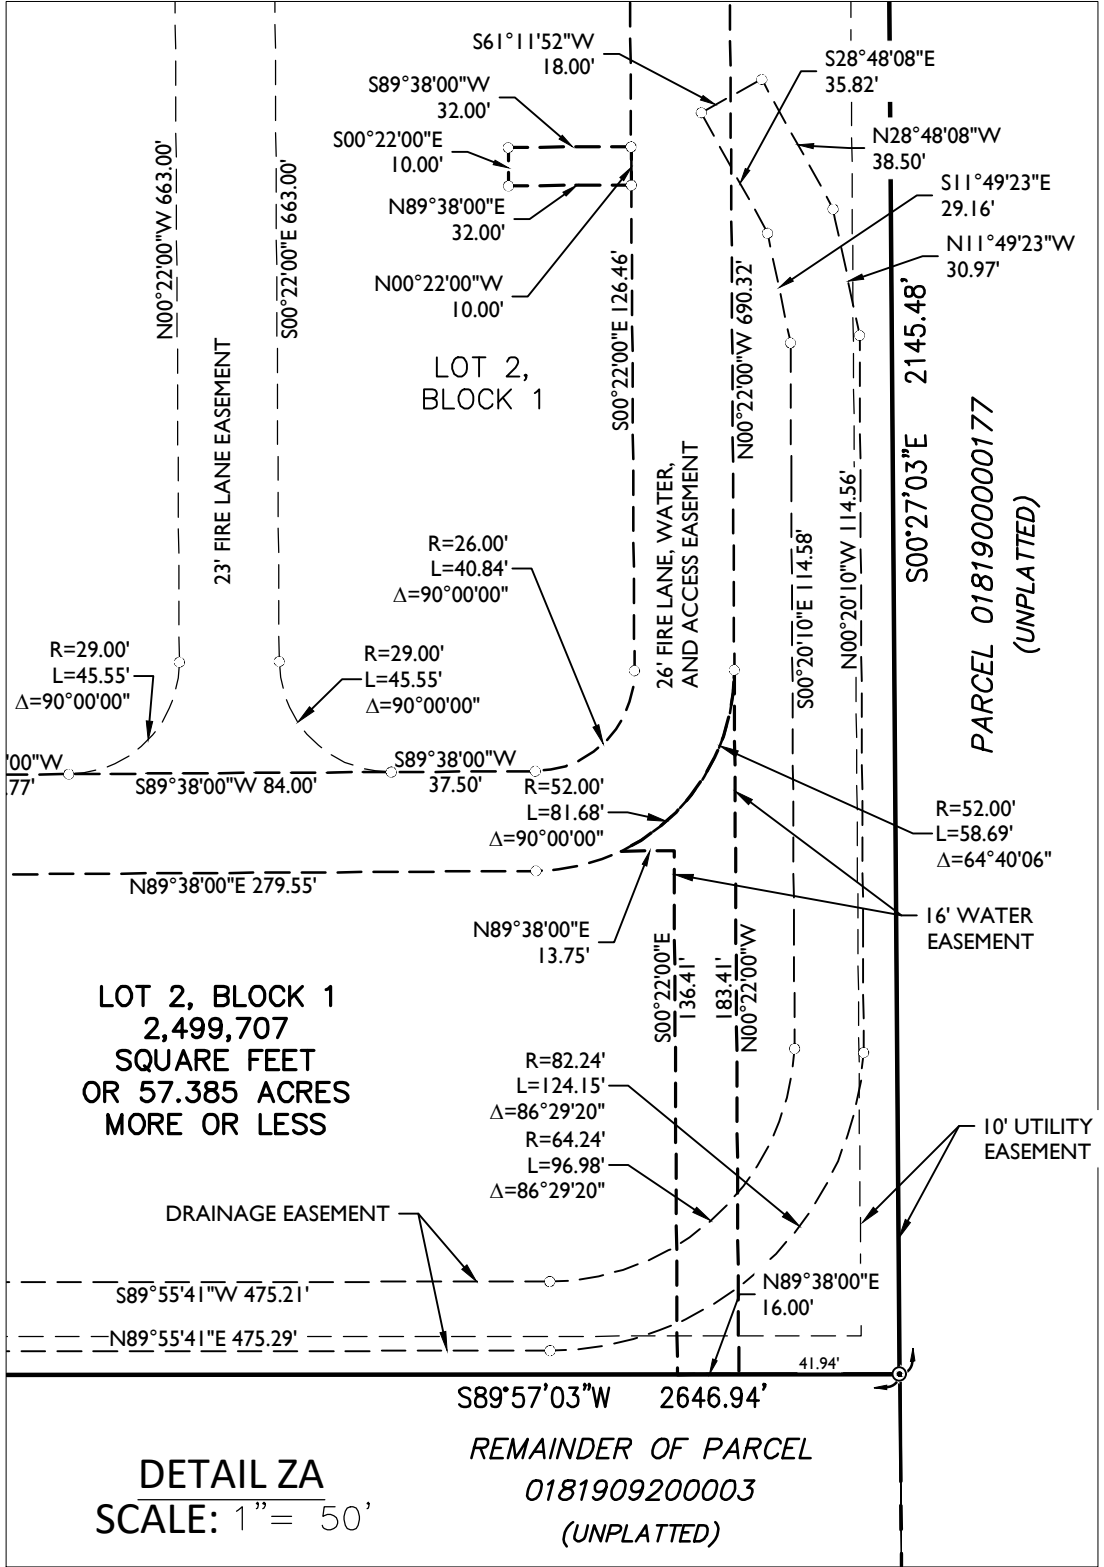 S61°11'52"W
18.00'
S28°48'08"E
35.82'
S89°38'00"W
32.00'
S00°22'00"E
10.00'
N28°48'08"W
38.50'
N89°38'00"E
32.00'
S11°49'23"E
29.16'
N11°49'23"W
30.97'
N00°22'00"W
10.00'
N00°22'00"W 663.00'
S00°22'00"E 663.00'
S00°22'00"E 126.46'
N00°22'00"W 690.32'
S00°27'03"E 2145.48'
LOT 2,
BLOCK 1
23' FIRE LANE EASEMENT
26' FIRE LANE, WATER,
AND ACCESS EASEMENT
S00°20'10"E 114.58'
N00°20'10"W 114.56'
PARCEL 0181900000177
(UNPLATTED)
R=26.00'
L=40.84'
Δ=90°00'00"
R=29.00'
L=45.55'
Δ=90°00'00"
R=29.00'
L=45.55'
Δ=90°00'00"
'00"W
.77'
S89°38'00"W 84.00'
S89°38'00"W
37.50'
R=52.00'
L=81.68'
Δ=90°00'00"
R=52.00'
L=58.69'
Δ=64°40'06"
N89°38'00"E 279.55'
N89°38'00"E
13.75'
16' WATER
EASEMENT
S00°22'00"E
136.41'
183.41'
N00°22'00"W
LOT 2, BLOCK 1
2,499,707
SQUARE FEET
OR 57.385 ACRES
MORE OR LESS
R=82.24'
L=124.15'
Δ=86°29'20"
R=64.24'
L=96.98'
Δ=86°29'20"
10' UTILITY
EASEMENT
DRAINAGE EASEMENT
S89°55'41"W 475.21'
N89°55'41"E 475.29'
N89°38'00"E
16.00'
41.94'
S89°57'03"W 2646.94'
REMAINDER OF PARCEL
0181909200003
(UNPLATTED)
DETAIL ZA
SCALE: 1"= 50'